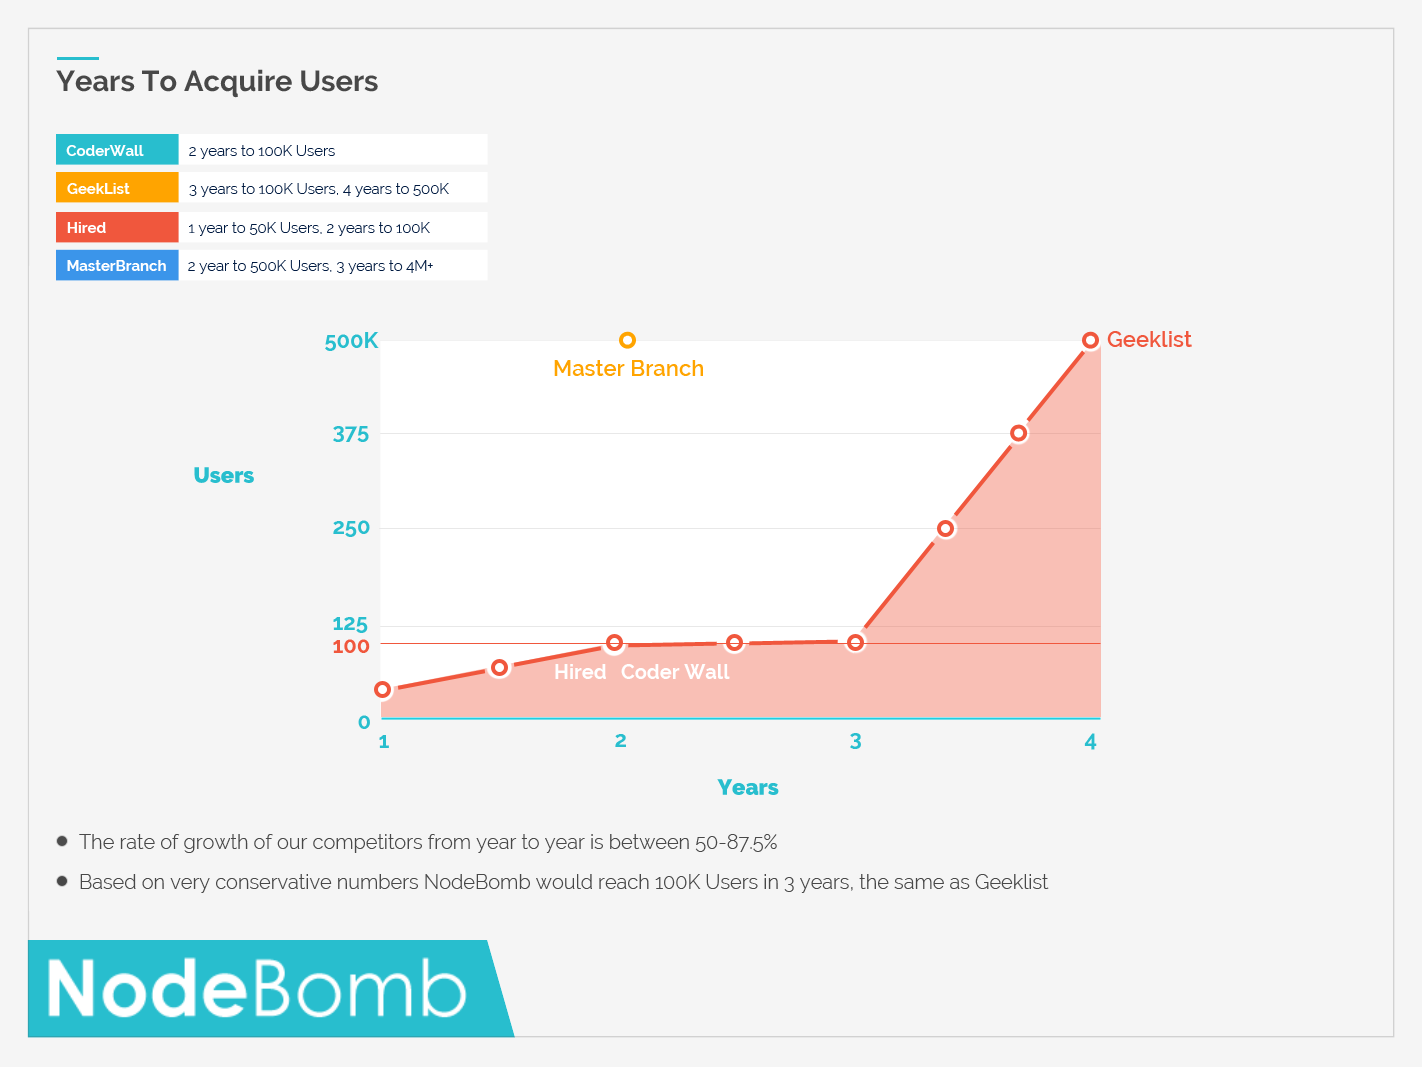 Years To Acquire Users
CoderWall 2 years to 100K Users
GeekList 3 years to 100K Users, 4 years to 500K
Hired 1 year to 50K Users, 2 years to 100K
MasterBranch 2 year to 500K Users, 3 years to 4M+
500K
Geeklist
Master Branch
375
Users
250
125
100
Hired Coder Wall
0
1 2 3 4
Years
The rate of growth of our competitors from year to year is between 50-87.5%
Based on very conservative numbers NodeBomb would reach 100K Users in 3 years, the same as Geeklist
NodeBomb